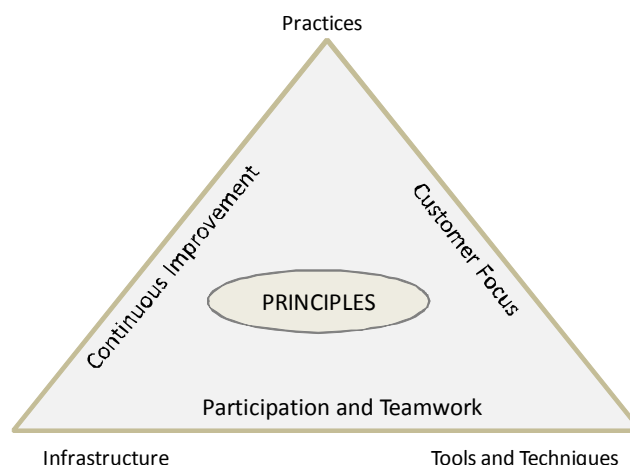 Practices
Continuous Improvement
Customer Focus
PRINCIPLES
Participation and Teamwork
Infrastructure
Tools and Techniques